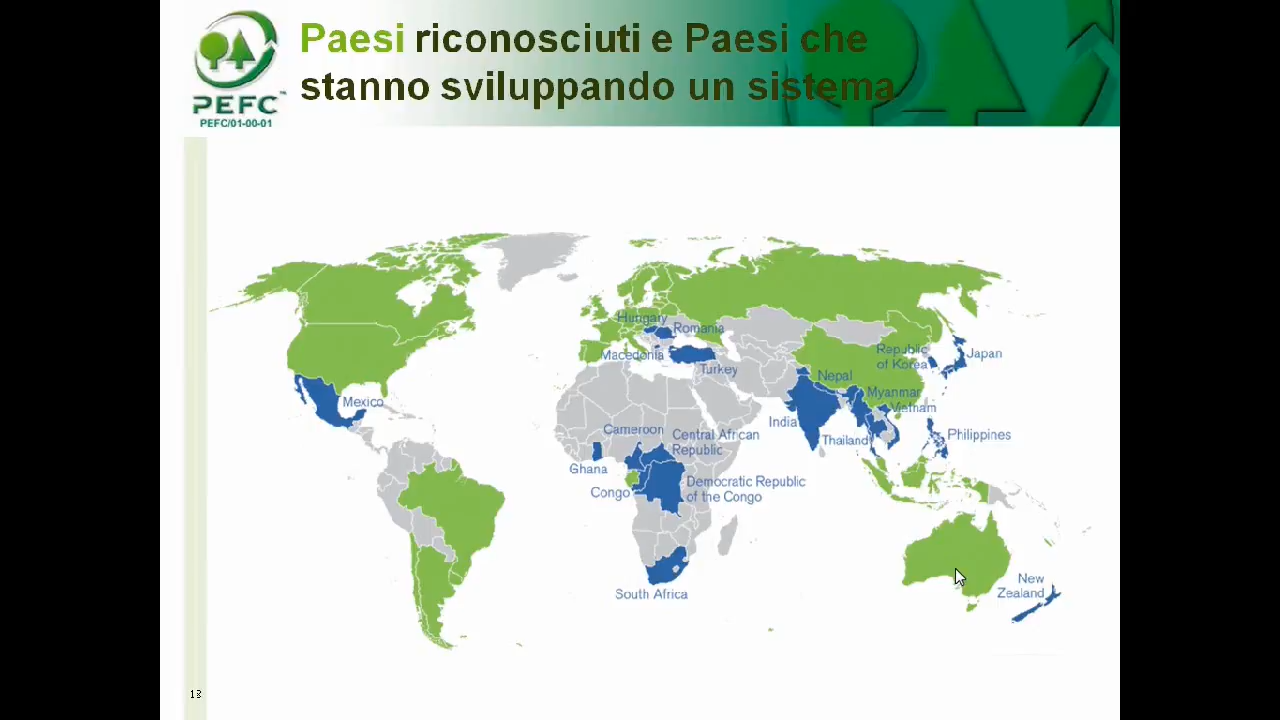 Paesi riconosciuti e Paesi che
stanno sviluppando un sistema
PEFC™
PEFC/01-00-01
Hungary
Romania
Macedonia
Turkey
Republic
of Korea
Japan
Nepal
Myanmar
Vietnam
Mexico
India
Thailand
Philippines
Cameroon
Central African
Republic
Ghana
Congo
Democratic Republic
of the Congo
New
Zealand
South Africa
18